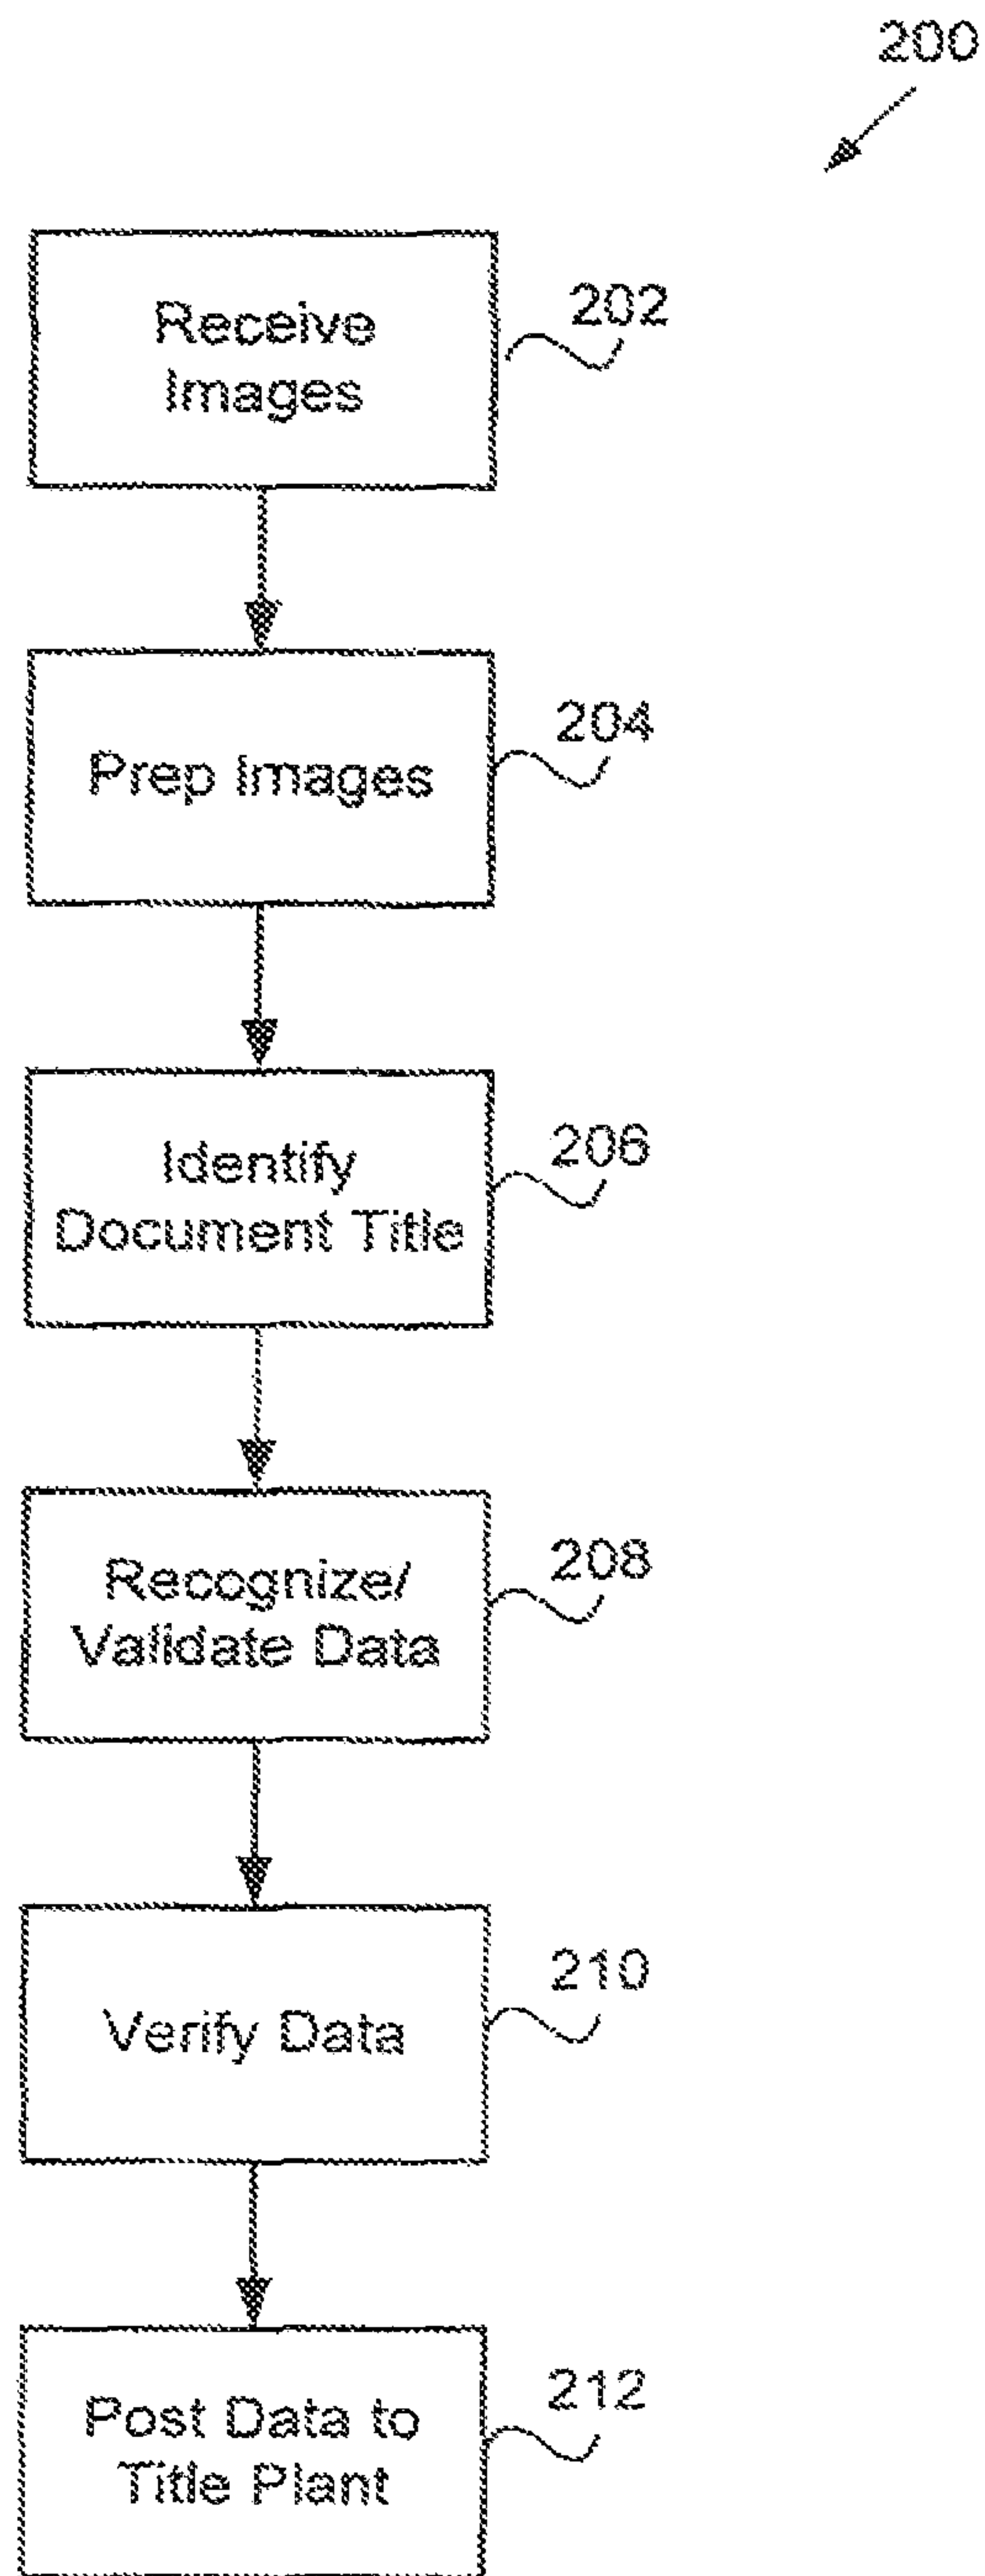 200
Receive
Images
202
Prep Images
204
Identify
Document Title
206
Recognize/
Validate Data
208
Verify Data
210
Post Data to
Title Plant
212